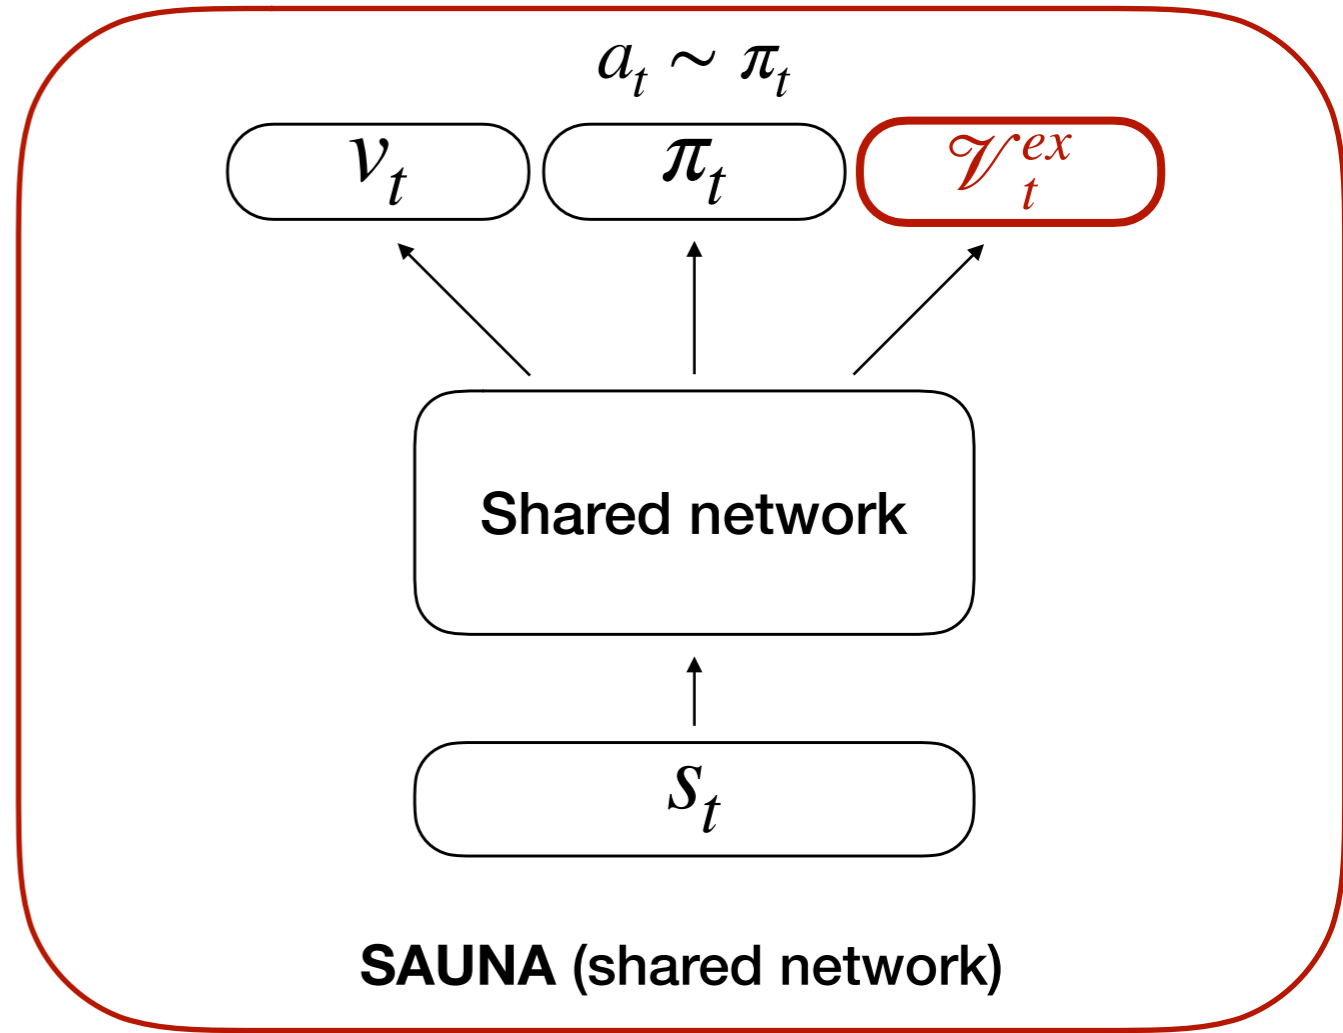 a_t ~ π_t
v_t π_t 𝒱_t^{ex}
Shared network
s_t
SAUNA (shared network)